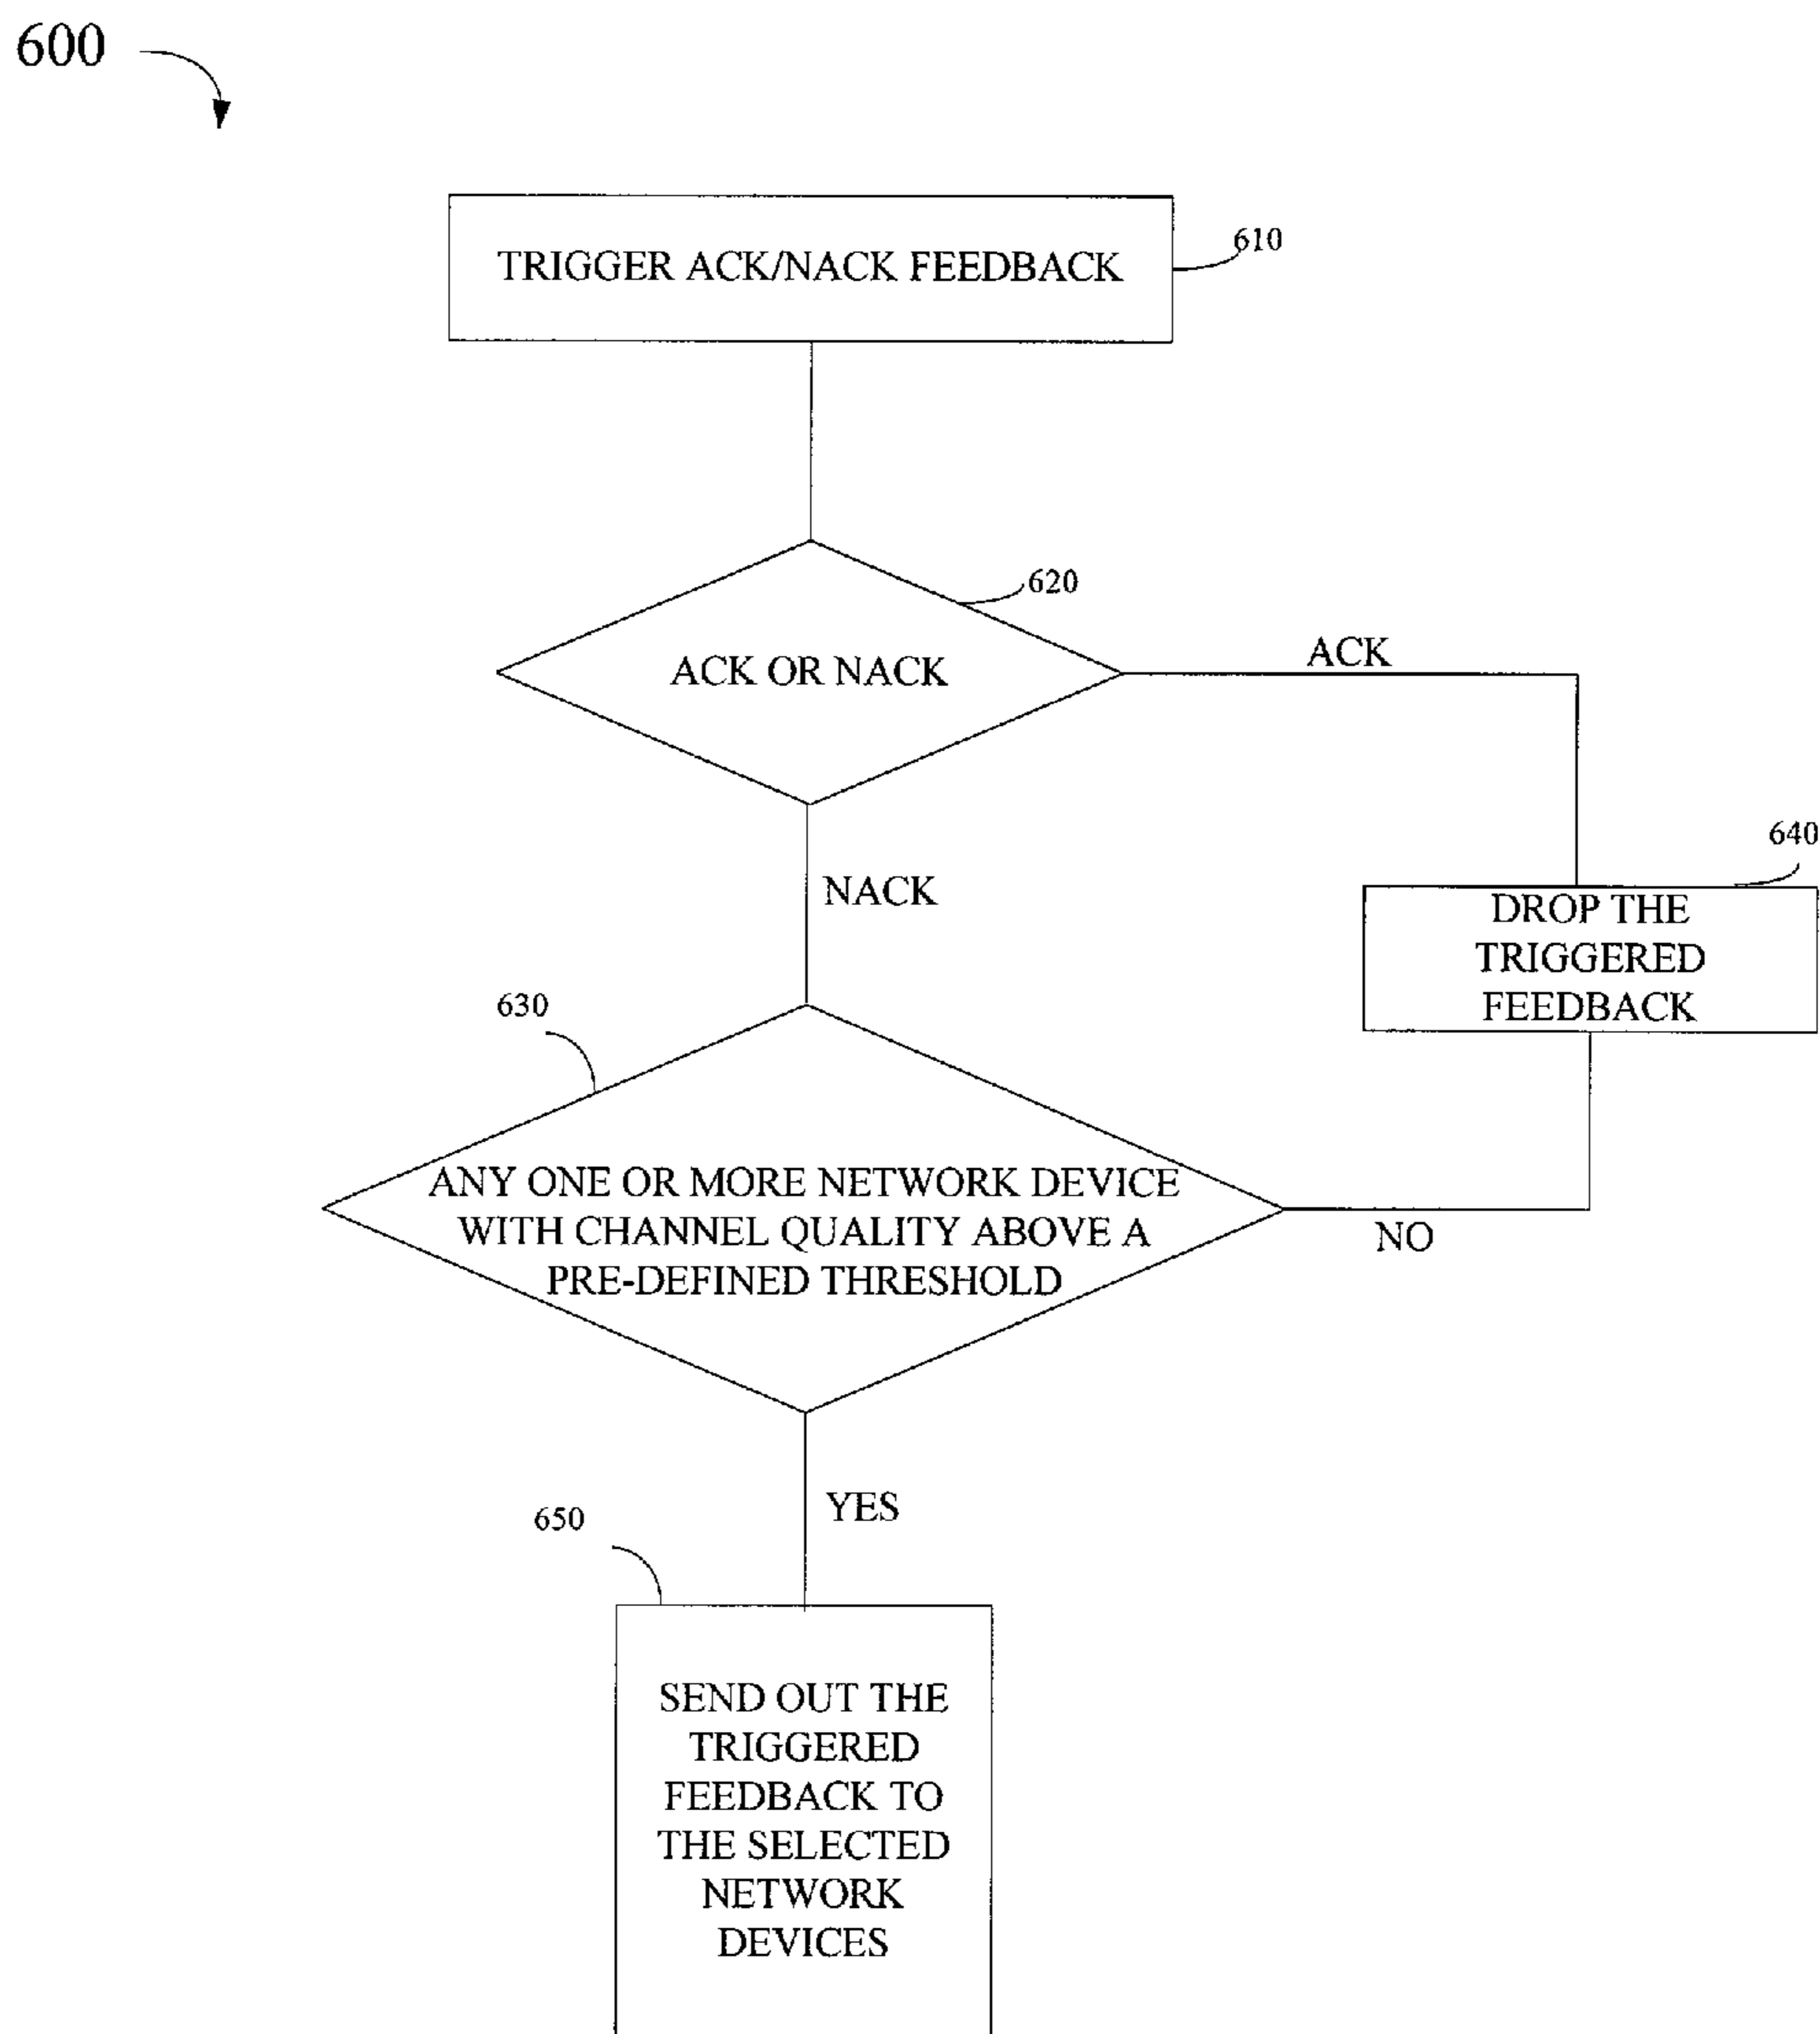 600
TRIGGER ACK/NACK FEEDBACK
610
620
ACK OR NACK
ACK
640
NACK
DROP THE
TRIGGERED
FEEDBACK
630
ANY ONE OR MORE NETWORK DEVICE
WITH CHANNEL QUALITY ABOVE A
PRE-DEFINED THRESHOLD
NO
YES
650
SEND OUT THE
TRIGGERED
FEEDBACK TO
THE SELECTED
NETWORK
DEVICES